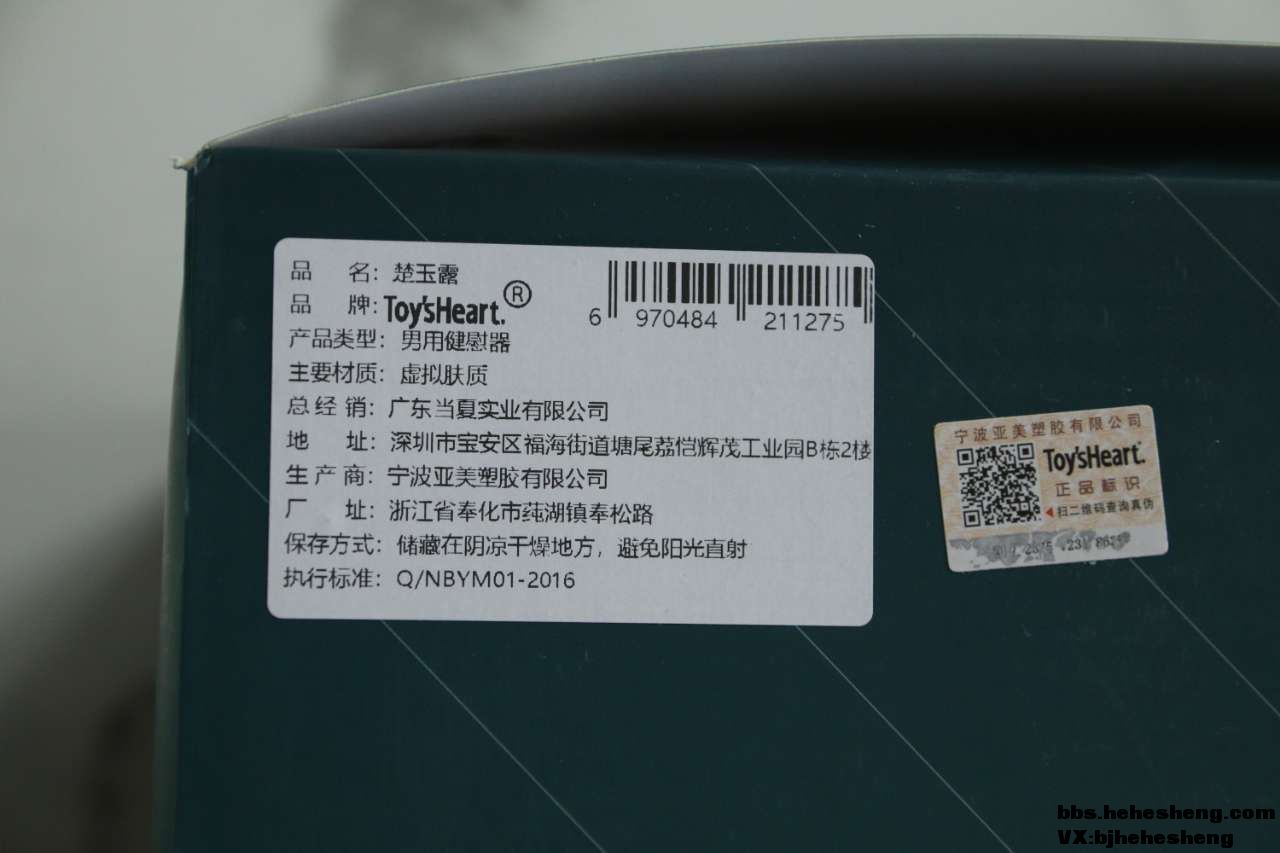 品 名：楚玉露
品 牌：Toy'sHeart.®
产品类型：男用健慰器
主要材质：虚拟肤质
总经销：广东当夏实业有限公司
地 址：深圳市宝安区福海街道塘尾荔恺辉茂工业园B栋2楼
生产商：宁波亚美塑胶有限公司
厂 址：浙江省奉化市莼湖镇奉松路
保存方式：储藏在阴凉干燥地方，避免阳光直射
执行标准：Q/NBYM01-2016
6 970484 211275
宁波亚美塑胶有限公司
Toy'sHeart.
正品标识
扫二维码查询真伪
bbs.hehesheng.com
VX:bjhehesheng